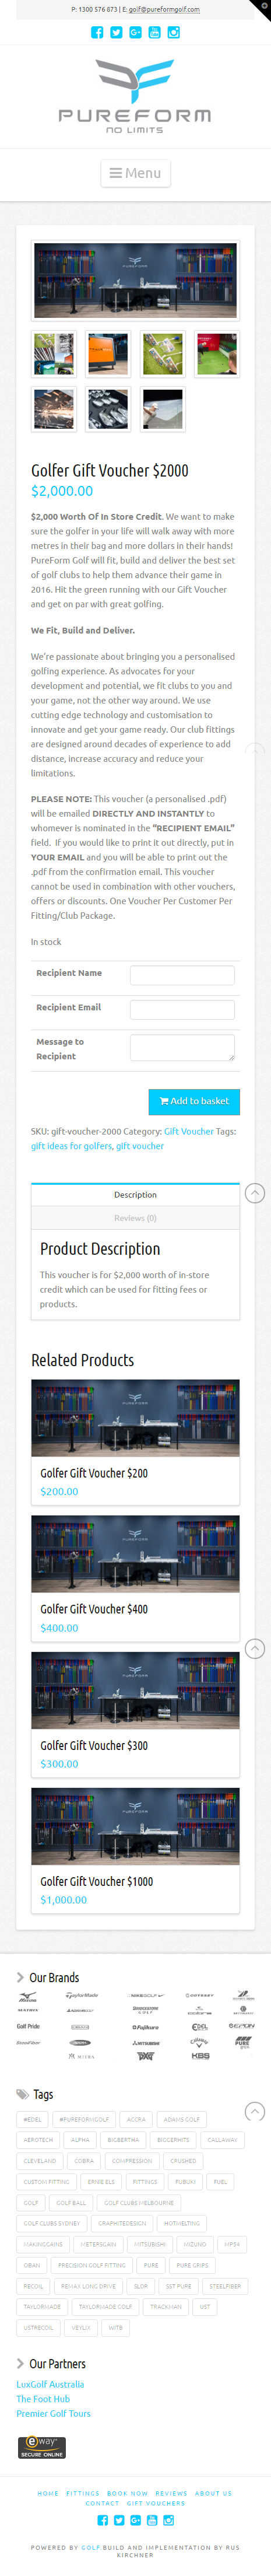 P: 1300 576 873 | E: golf@pureformgolf.com
PUREFORM
NO LIMITS
Menu
Golfer Gift Voucher $2000
$2,000.00
$2,000 Worth Of In Store Credit. We want to make
sure the golfer in your life will walk away with more
metres in their bag and more dollars in their hands!
PureForm Golf will fit, build and deliver the best set
of golf clubs to help advance their game in
2016. Hit the green running with our Gift Voucher
and get on par with great golfing.
We Fit, Build and Deliver.
We're passionate about bringing you a personalised
golfing experience. As advocates for your
development and potential, we fit clubs to you and
your game, not the other way around. We use
cutting edge technology and customisation to
innovate and get your game ready. Our club fittings
are shaped around decades of experience to add
distance, increase accuracy and reduce your
limitations.
PLEASE NOTE: This voucher (a personalised .pdf)
will be emailed DIRECTLY AND INSTANTLY to
whomever is nominated in the "RECIPIENT EMAIL"
field. If you would like to print it out directly, put in
YOUR EMAIL and you will be able to print out the
.pdf from the confirmation email. This voucher
cannot be used in combination with other vouchers,
offers or discounts. One Voucher Per Customer Per
Fitting/Club Package.
In stock
Recipient Name
Recipient Email
Message to
Recipient
Add to basket
SKU: gift-voucher-2000 Category: Gift Voucher Tags:
gift ideas for golfers, gift voucher
Description
Reviews (0)
Product Description
This voucher is for $2,000 worth of in-store
credit which can be used for fitting fees or
products.
Related Products
Golfer Gift Voucher $200
$200.00
Golfer Gift Voucher $400
$400.00
Golfer Gift Voucher $300
$300.00
Golfer Gift Voucher $1000
$1,000.00
Our Brands
TaylorMade
Golf Pride
Fujikura
KBS
Tags
#EDEL #PUREFORMGOLF ACCRA ADAMS GOLF
AEROTECH ALPHA BIGBERTHA BIGGERHITS CALLAWAY
CLEVELAND COBRA COMPRESSION CRUSHED
CUSTOM FITTING ERNIE ELS FITTINGS FUBUKI FUEL
GOLF GOLF BALL GOLF CLUBS MELBOURNE
GOLF CLUBS SYDNEY GRAPHITEDESIGN HOTMELTING
MAKINGGAINS METERSGAIN MITSUBISHI MIZUNO MP54
OBAN PRECISION GOLF FITTING PURE PURE GRIPS
RECOIL REMAX LONG DRIVE SLDR SST PURE STEELFIBER
TAYLORMADE TAYLORMADE GOLF TRACKMAN UST
USTRECOIL VEYLIX WITB
Our Partners
LuxGolf Australia
The Foot Hub
Premier Golf Tours
eway
SECURE ONLINE
HOME FITTINGS BOOK NOW REVIEWS ABOUT US
CONTACT GIFT VOUCHERS
POWERED BY GOLF BUILD AND IMPLEMENTATION BY RUS
KIRCHNER